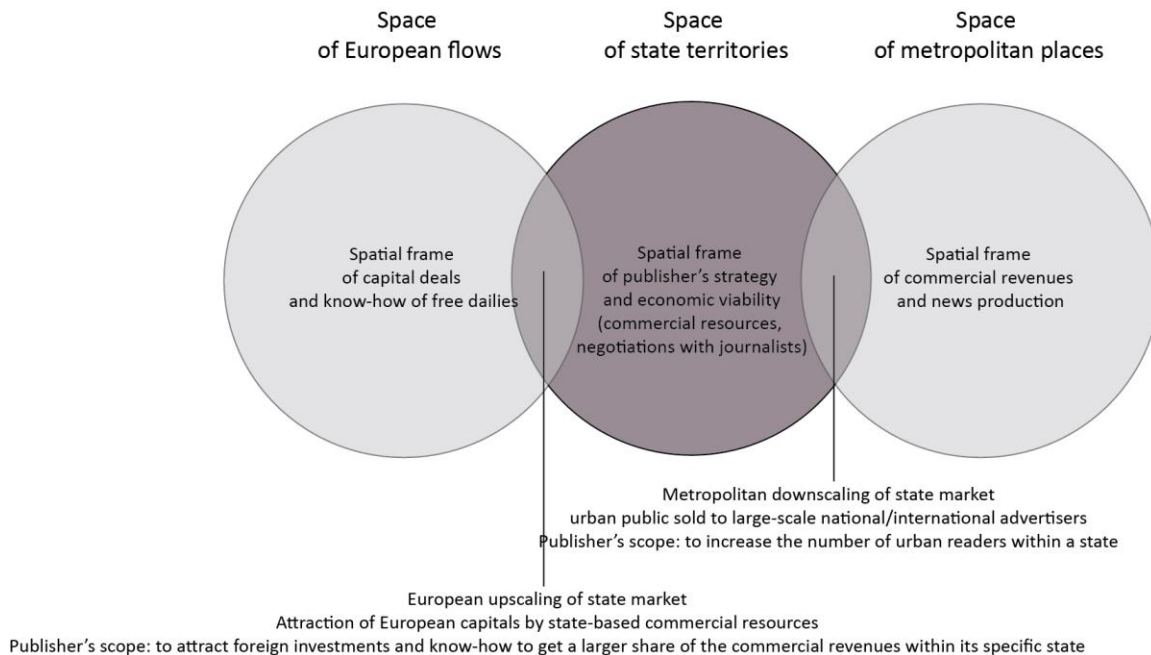 Space
of European flows
Space
of state territories
Space
of metropolitan places
Spatial frame
of capital deals
and know-how of free dailies
Spatial frame
of publisher's strategy
and economic viability
(commercial resources,
negotiations with journalists)
Spatial frame
of commercial revenues
and news production
Metropolitan downscaling of state market
urban public sold to large-scale national/international advertisers
Publisher's scope: to increase the number of urban readers within a state
European upscaling of state market
Attraction of European capitals by state-based commercial resources
Publisher's scope: to attract foreign investments and know-how to get a larger share of the commercial revenues within its specific state